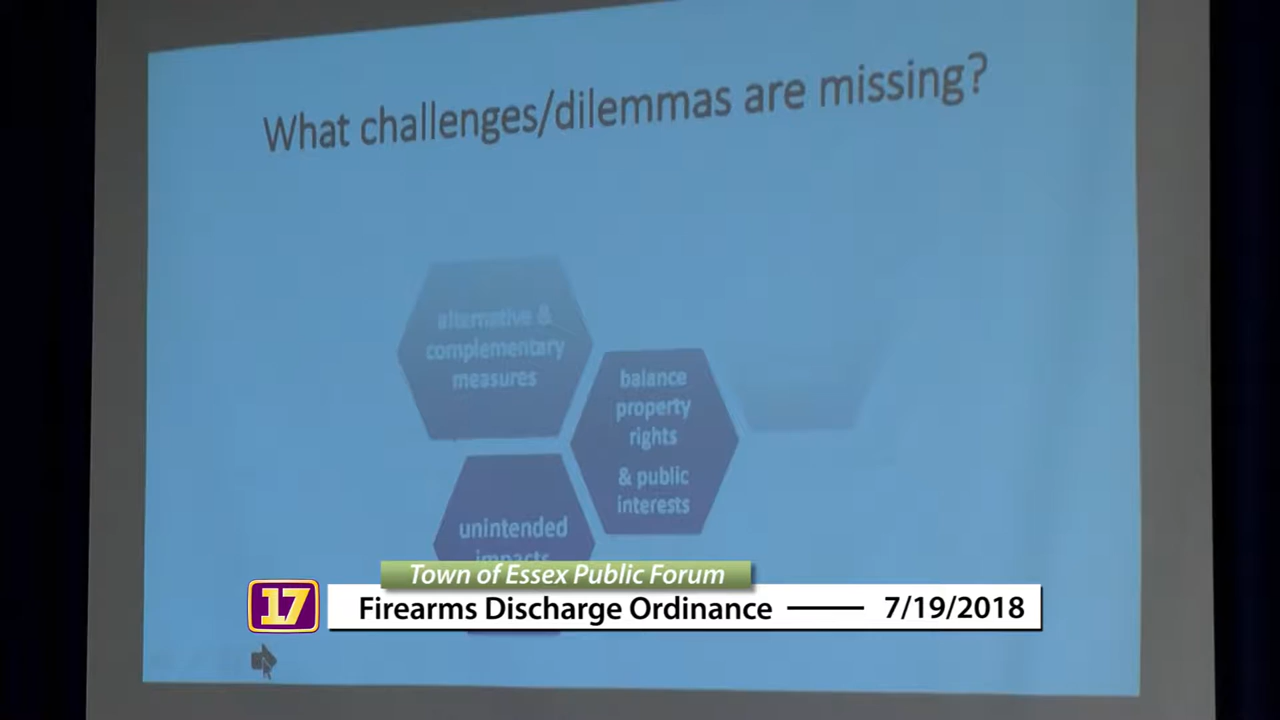 What challenges/dilemmas are missing?
alternative &
complementary
measures
balance
property
rights
& public
interests
unintended
impacts
Town of Essex Public Forum
17
Firearms Discharge Ordinance 7/19/2018